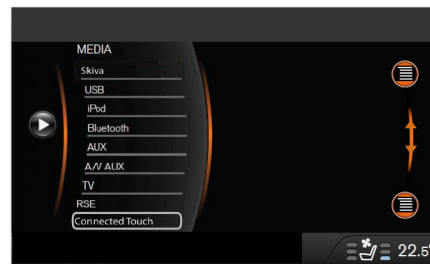 MEDIA
Skiva
USB
iPod
Bluetooth
AUX
A/V AUX
TV
RSE
Connected Touch
22.5°